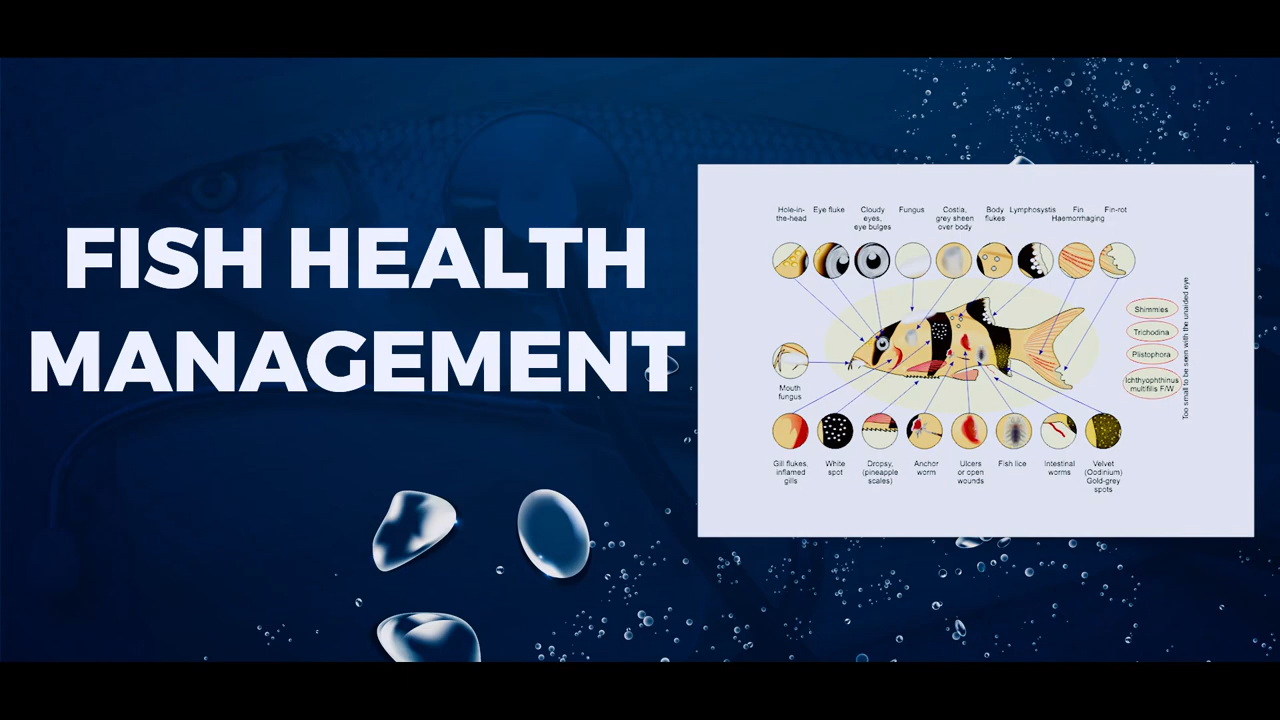 FISH HEALTH
MANAGEMENT
Hole-in-
the-head
Eye fluke
Cloudy
eyes,
eye bulges
Fungus
Costia,
grey sheen
over body
Body
flukes
Lymphosystis
Fin
Haemorrhaging
Fin-rot
Shimmies
Trichodina
Plistophora
Ichthyophthinus
multifilis F/W
Too small to be seen with the unaided eye
Mouth
fungus
Gill flukes,
inflamed
gills
White
spot
Dropsy,
(pineapple
scales)
Anchor
worm
Ulcers
or open
wounds
Fish lice
Intestinal
worms
Velvet
(Oodinium)
Gold-grey
spots